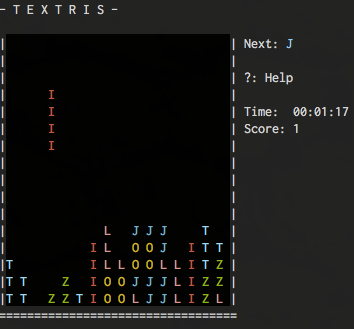 - T E X T R I S -
| | Next: J
| |
| | ?: Help
| I |
| I | Time: 00:01:17
| I | Score: 1
| I |
| |
| |
| |
| |
| L J J J T |
| I L O O J I T T |
| T I L L O O L L I T Z |
| T T Z I O O J J J L I Z Z |
| T T Z Z T I O O L J J L I Z L |
=================================